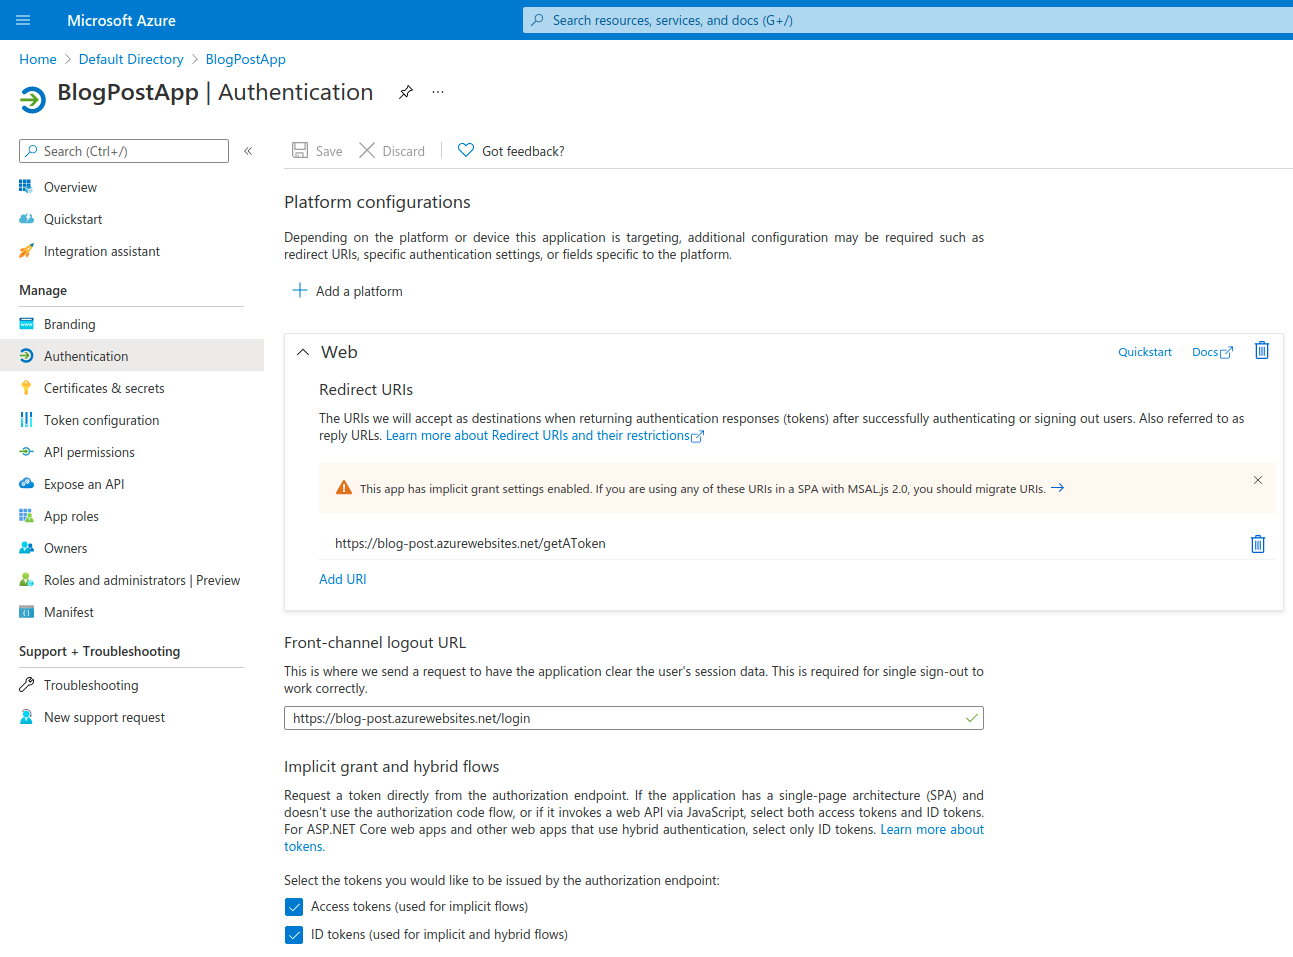 Microsoft Azure
Search resources, services, and docs (G+/)
Home > Default Directory > BlogPostApp
BlogPostApp | Authentication
Search (Ctrl+/)
Overview
Quickstart
Integration assistant
Manage
Branding
Authentication
Certificates & secrets
Token configuration
API permissions
Expose an API
App roles
Owners
Roles and administrators | Preview
Manifest
Support + Troubleshooting
Troubleshooting
New support request
Save Discard Got feedback?
Platform configurations
Depending on the platform or device this application is targeting, additional configuration may be required such as
redirect URIs, specific authentication settings, or fields specific to the platform.
Add a platform
Web
Quickstart Docs
Redirect URIs
The URIs we will accept as destinations when returning authentication responses (tokens) after successfully authenticating or signing out users. Also referred to as
reply URLs. Learn more about Redirect URIs and their restrictions
This app has implicit grant settings enabled. If you are using any of these URIs in a SPA with MSAL.js 2.0, you should migrate URIs.
https://blog-post.azurewebsites.net/getAToken
Add URI
Front-channel logout URL
This is where we send a request to have the application clear the user's session data. This is required for single sign-out to
work correctly.
https://blog-post.azurewebsites.net/login
Implicit grant and hybrid flows
Request a token directly from the authorization endpoint. If the application has a single-page architecture (SPA) and
doesn't use the authorization code flow, or if it invokes a web API via JavaScript, select both access tokens and ID tokens.
For ASP.NET Core web apps and other web apps that use hybrid authentication, select only ID tokens. Learn more about
tokens.
Select the tokens you would like to be issued by the authorization endpoint:
Access tokens (used for implicit flows)
ID tokens (used for implicit and hybrid flows)